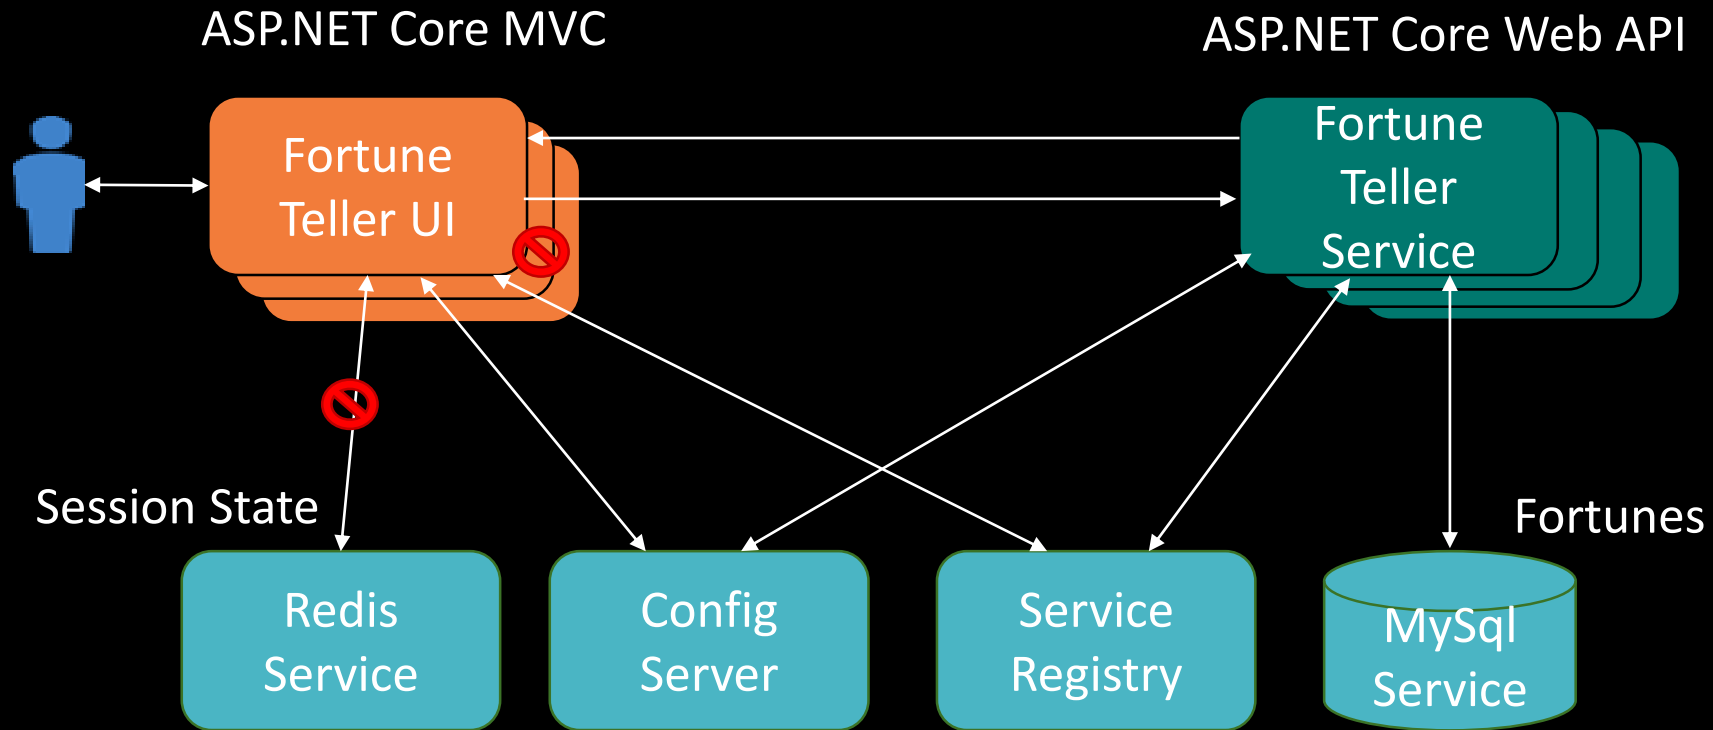 ASP.NET Core MVC
ASP.NET Core Web API
Fortune
Teller UI
Fortune
Teller
Service
Session State
Fortunes
Redis
Service
Config
Server
Service
Registry
MySql
Service